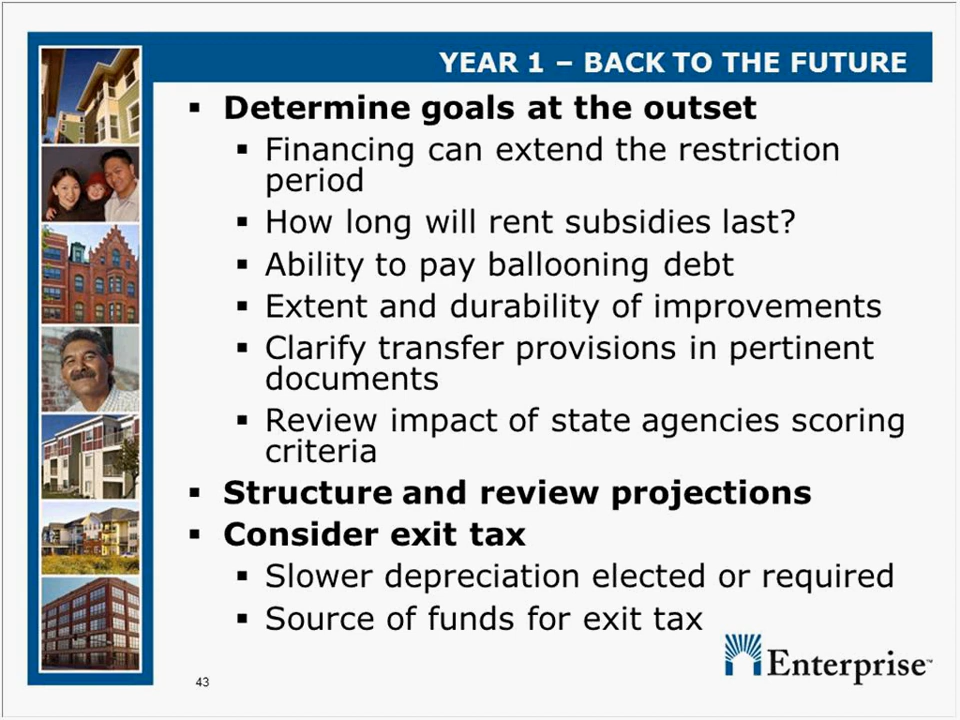 YEAR 1 – BACK TO THE FUTURE
▪ Determine goals at the outset
▪ Financing can extend the restriction
period
▪ How long will rent subsidies last?
▪ Ability to pay ballooning debt
▪ Extent and durability of improvements
▪ Clarify transfer provisions in pertinent
documents
▪ Review impact of state agencies scoring
criteria
▪ Structure and review projections
▪ Consider exit tax
▪ Slower depreciation elected or required
▪ Source of funds for exit tax
Enterprise™
43